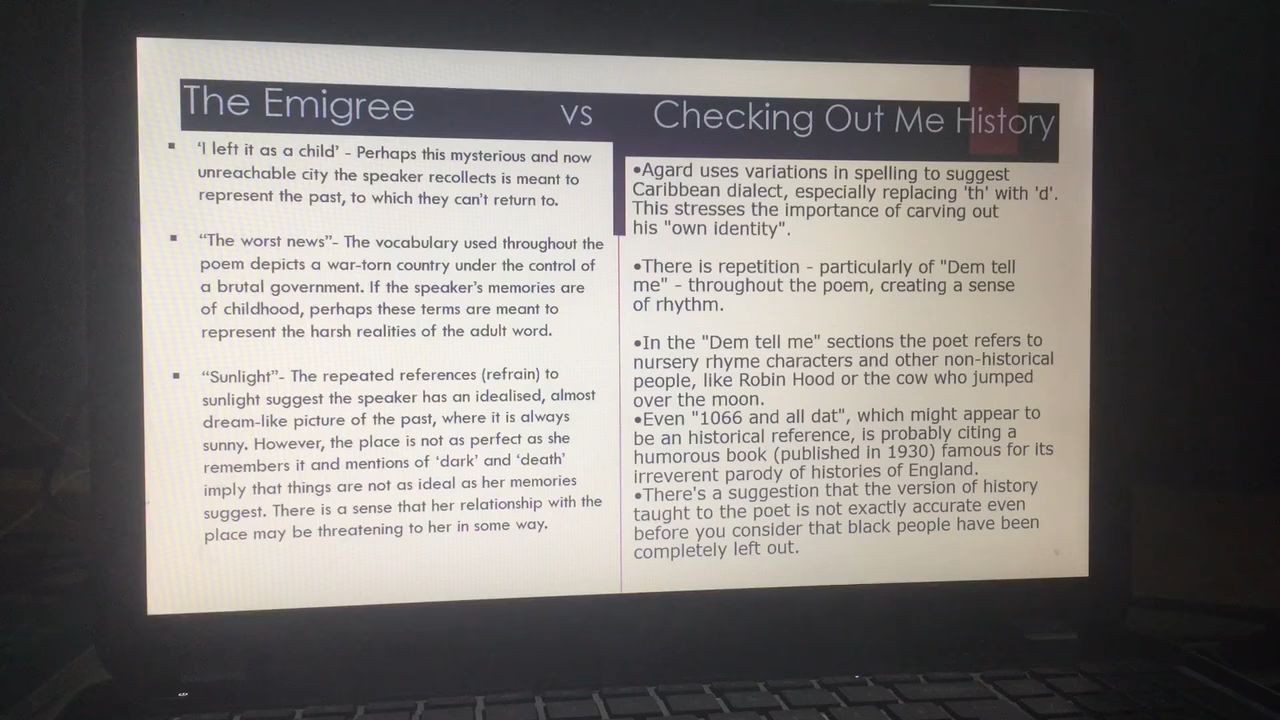 The Emigree vs Checking Out Me History
▪ ‘I left it as a child’ - Perhaps this mysterious and now
unreachable city the speaker recollects is meant to
represent the past, to which they can't return to.
▪ “The worst news”- The vocabulary used throughout the
poem depicts a war-torn country under the control of
a brutal government. If the speaker’s memories are
of childhood, perhaps these terms are meant to
represent the harsh realities of the adult word.
▪ “Sunlight”- The repeated references (refrain) to
sunlight suggest the speaker has an idealised, almost
dream-like picture of the past, where it is always
sunny. However, the place is not as perfect as she
remembers it and mentions of ‘dark’ and ‘death’
imply that things are not as ideal as her memories
suggest. There is a sense that her relationship with the
place may be threatening to her in some way.
•Agard uses variations in spelling to suggest
Caribbean dialect, especially replacing 'th' with 'd'.
This stresses the importance of carving out
his "own identity".
•There is repetition - particularly of "Dem tell
me" - throughout the poem, creating a sense
of rhythm.
•In the "Dem tell me" sections the poet refers to
nursery rhyme characters and other non-historical
people, like Robin Hood or the cow who jumped
over the moon.
•Even "1066 and all dat", which might appear to
be an historical reference, is probably citing a
humorous book (published in 1930) famous for its
irreverent parody of histories of England.
•There's a suggestion that the version of history
taught to the poet is not exactly accurate even
before you consider that black people have been
completely left out.